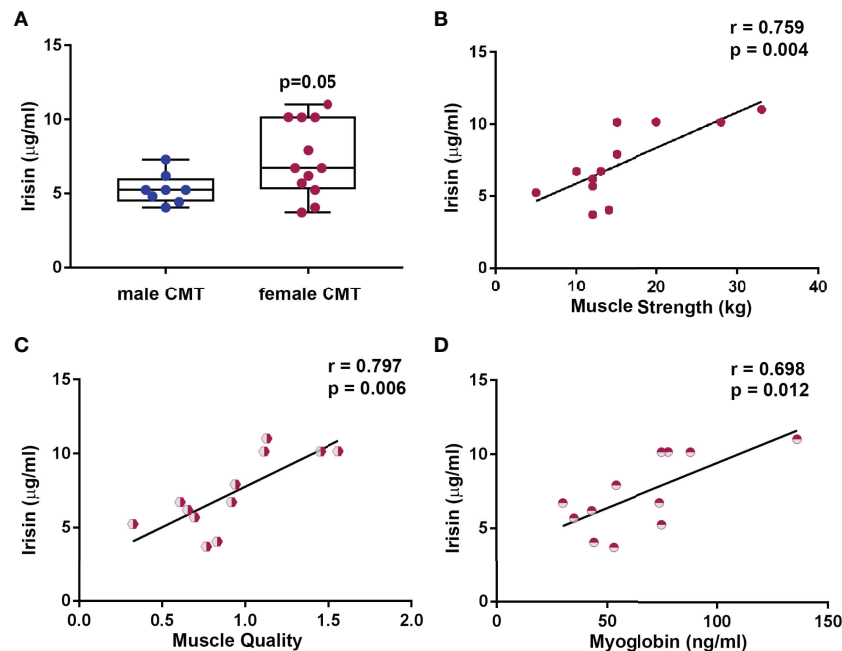 A
15
10
5
0
Irisin (µg/ml)
p=0.05
male CMT
female CMT
B
r = 0.759
p = 0.004
15
10
5
0
Irisin (µg/ml)
0
10
20
30
40
Muscle Strength (kg)
C
r = 0.797
p = 0.006
15
10
5
0
Irisin (µg/ml)
0.0
0.5
1.0
1.5
2.0
Muscle Quality
D
r = 0.698
p = 0.012
15
10
5
0
Irisin (µg/ml)
0
50
100
150
Myoglobin (ng/ml)